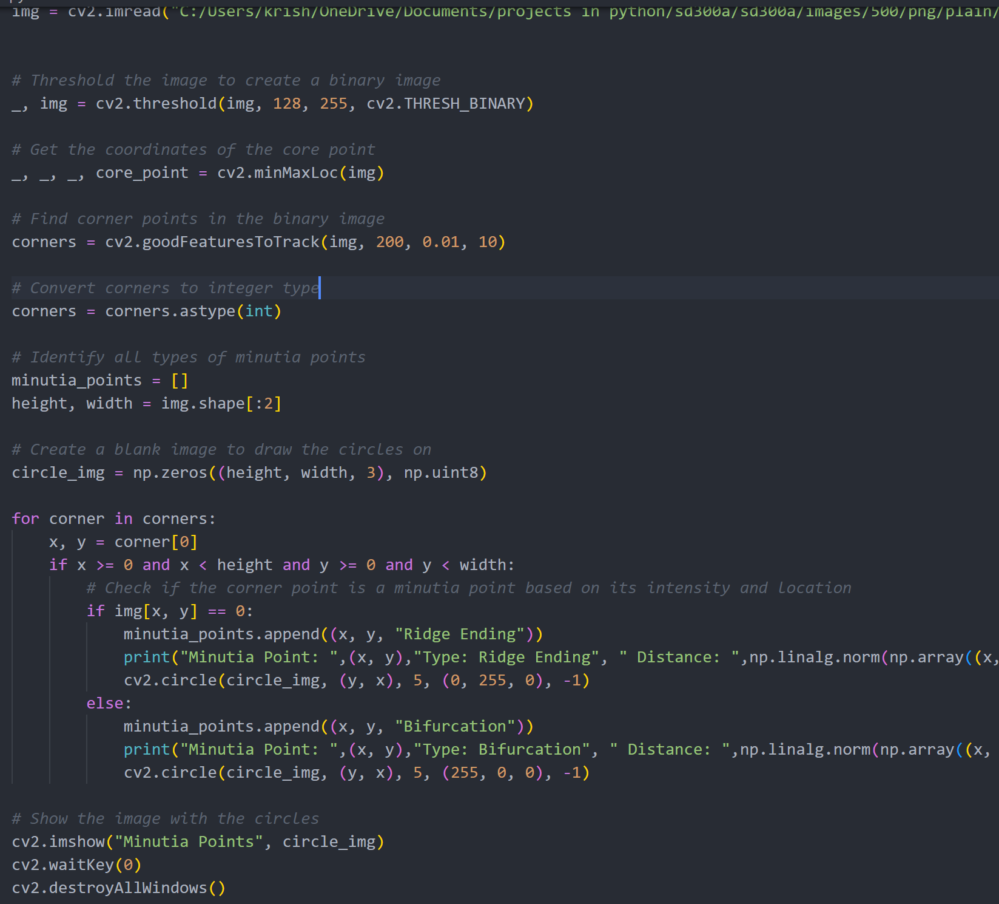 img = cv2.imread("C:/Users/krish/OneDrive/Documents/projects in python/sd300a/sd300a/images/500/png/plain/
# Threshold the image to create a binary image
_, img = cv2.threshold(img, 128, 255, cv2.THRESH_BINARY)
# Get the coordinates of the core point
_, _, _, core_point = cv2.minMaxLoc(img)
# Find corner points in the binary image
corners = cv2.goodFeaturesToTrack(img, 200, 0.01, 10)
# Convert corners to integer type
corners = corners.astype(int)
# Identify all types of minutia points
minutia_points = []
height, width = img.shape[:2]
# Create a blank image to draw the circles on
circle_img = np.zeros((height, width, 3), np.uint8)
for corner in corners:
    x, y = corner[0]
    if x >= 0 and x < height and y >= 0 and y < width:
        # Check if the corner point is a minutia point based on its intensity and location
        if img[x, y] == 0:
            minutia_points.append((x, y, "Ridge Ending"))
            print("Minutia Point: ",(x, y),"Type: Ridge Ending", " Distance: ",np.linalg.norm(np.array((x,
            cv2.circle(circle_img, (y, x), 5, (0, 255, 0), -1)
        else:
            minutia_points.append((x, y, "Bifurcation"))
            print("Minutia Point: ",(x, y),"Type: Bifurcation", " Distance: ",np.linalg.norm(np.array((x,
            cv2.circle(circle_img, (y, x), 5, (255, 0, 0), -1)
# Show the image with the circles
cv2.imshow("Minutia Points", circle_img)
cv2.waitKey(0)
cv2.destroyAllWindows()